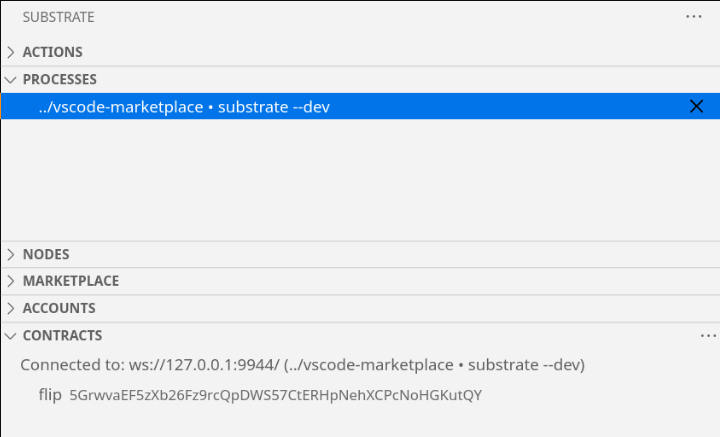 SUBSTRATE
ACTIONS
PROCESSES
../vscode-marketplace • substrate --dev
NODES
MARKETPLACE
ACCOUNTS
CONTRACTS
Connected to: ws://127.0.0.1:9944/ (../vscode-marketplace • substrate --dev)
flip 5GrwvaEF5zXb26Fz9rcQpDWS57CtERHpNehXCPcNoHGKutQY